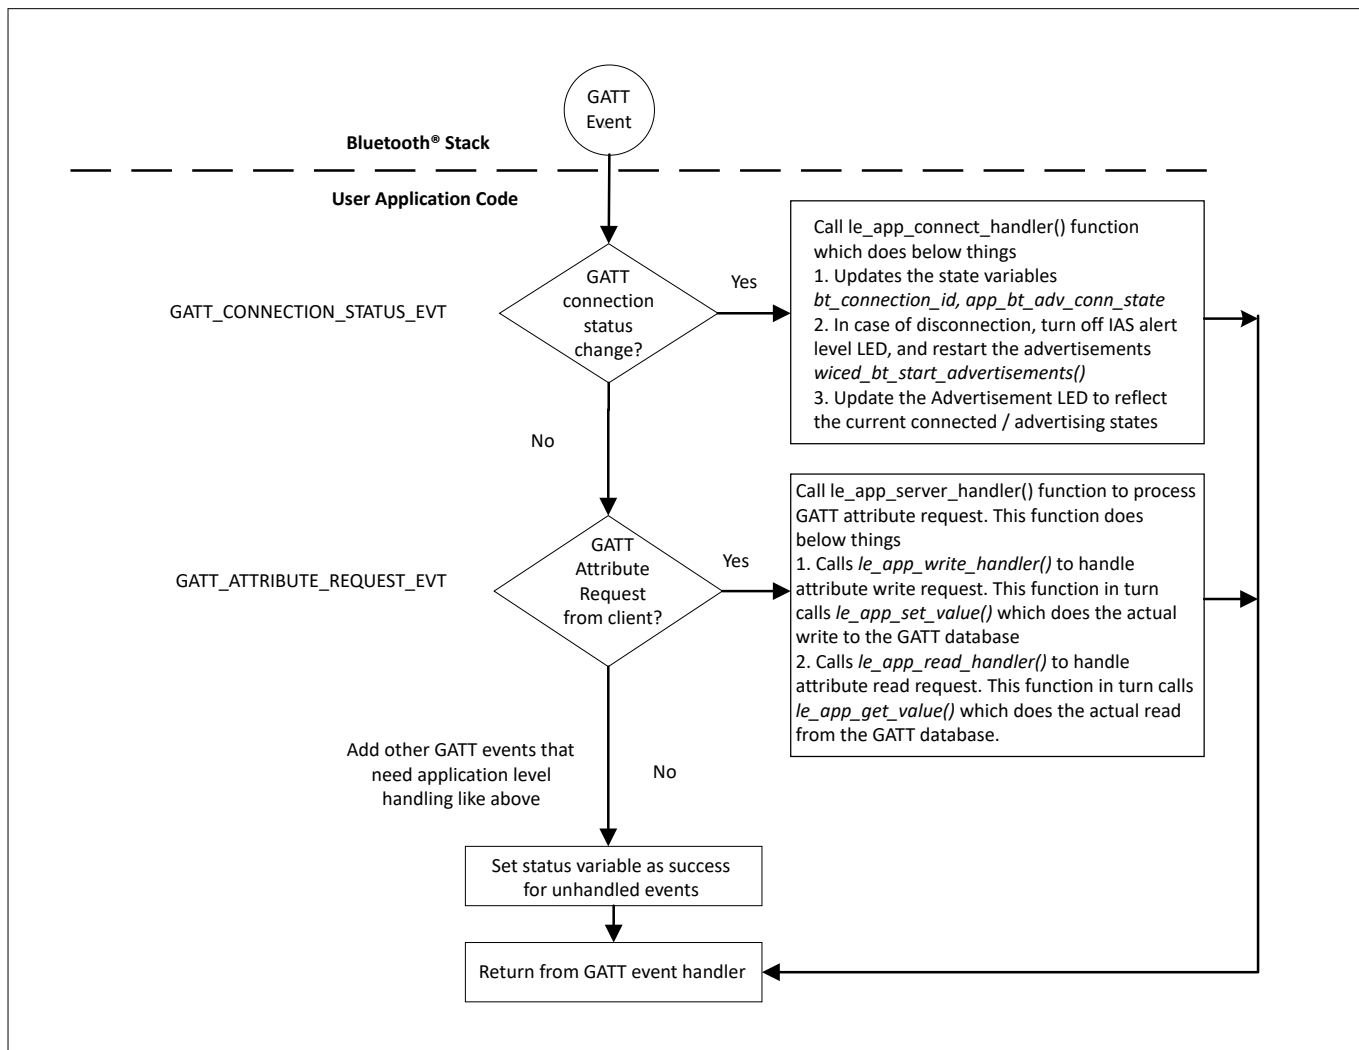 GATT
Event
Bluetooth® Stack
User Application Code
GATT_CONNECTION_STATUS_EVT
GATT
connection
status
change?
Yes
Call le_app_connect_handler() function
which does below things
1. Updates the state variables
bt_connection_id, app_bt_adv_conn_state
2. In case of disconnection, turn off IAS alert
level LED, and restart the advertisements
wiced_bt_start_advertisements()
3. Update the Advertisement LED to reflect
the current connected / advertising states
No
GATT_ATTRIBUTE_REQUEST_EVT
GATT
Attribute
Request
from client?
Yes
Call le_app_server_handler() function to process
GATT attribute request. This function does
below things
1. Calls le_app_write_handler() to handle
attribute write request. This function in turn
calls le_app_set_value() which does the actual
write to the GATT database
2. Calls le_app_read_handler() to handle
attribute read request. This function in turn calls
le_app_get_value() which does the actual read
from the GATT database.
Add other GATT events that
need application level
handling like above
No
Set status variable as success
for unhandled events
Return from GATT event handler